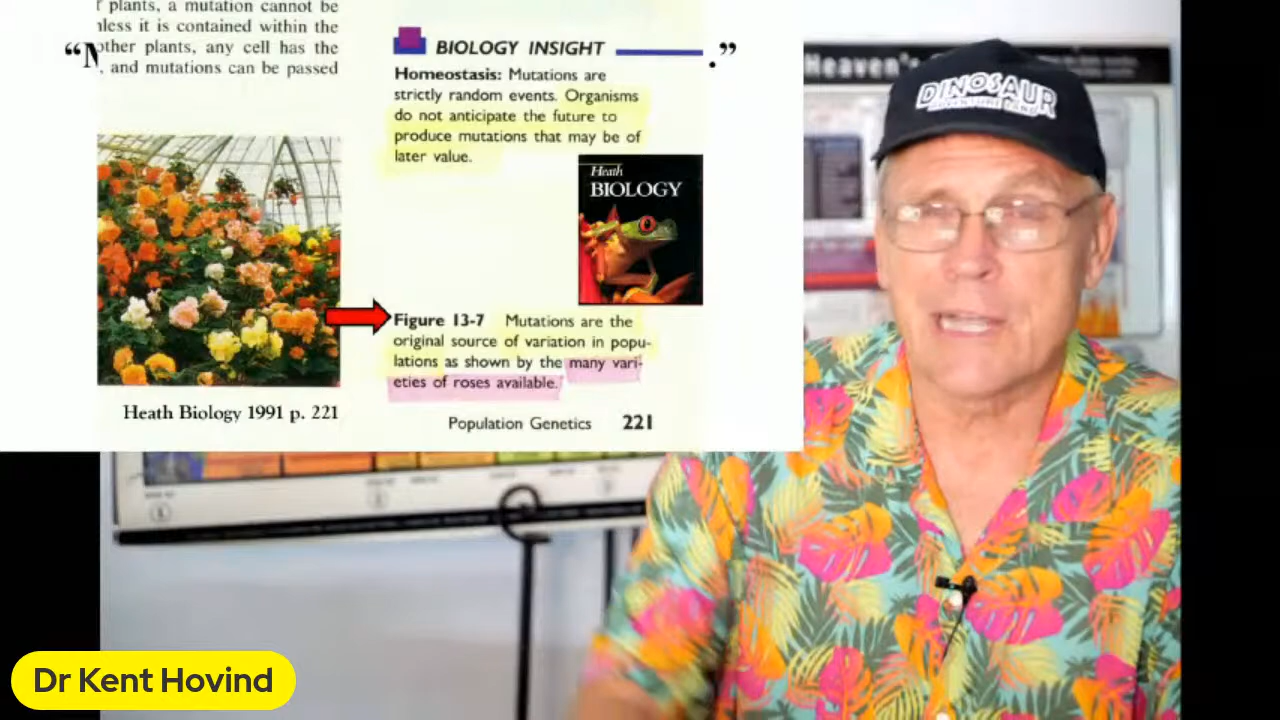 r plants, a mutation cannot be
nless it is contained within the
other plants, any cell has the
, and mutations can be passed
“M
.”
BIOLOGY INSIGHT
Homeostasis: Mutations are
strictly random events. Organisms
do not anticipate the future to
produce mutations that may be of
later value.
Heath
BIOLOGY
Figure 13-7 Mutations are the
original source of variation in popu-
lations as shown by the many vari-
eties of roses available.
Heath Biology 1991 p. 221
Population Genetics 221
Heaven's
DINOSAUR
ADVENTURE LAND
Dr Kent Hovind